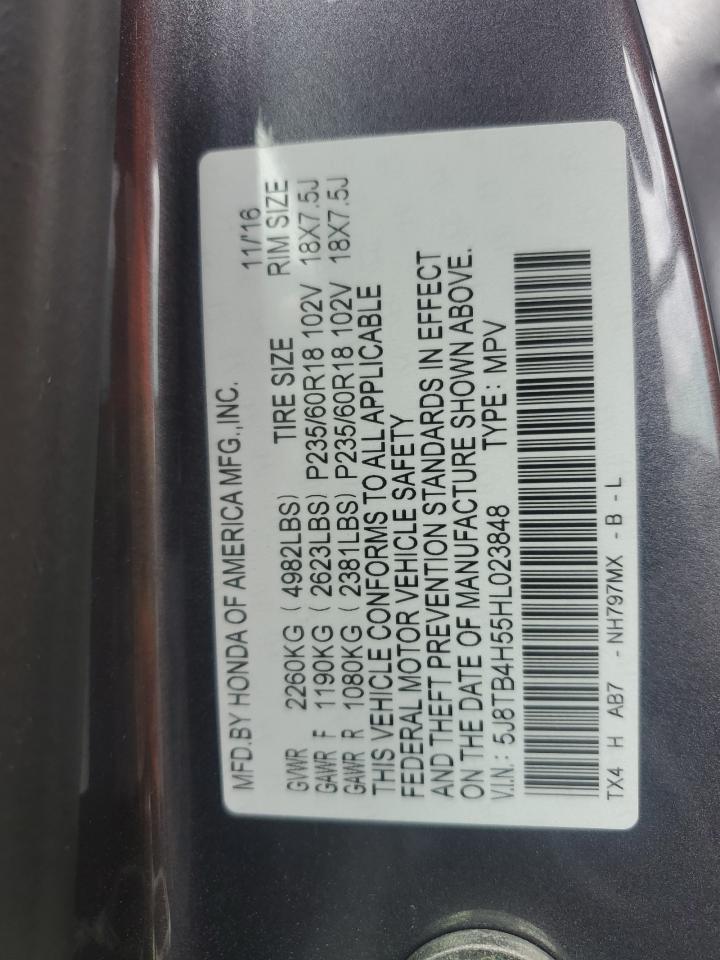 MFD.BY HONDA OF AMERICA MFG.,INC. 11/'16
GVWR 2260KG ( 4982LBS) TIRE SIZE RIM SIZE
GAWR F 1190KG ( 2623LBS) P235/60R18 102V 18X7.5J
GAWR R 1080KG ( 2381LBS) P235/60R18 102V 18X7.5J
THIS VEHICLE CONFORMS TO ALL APPLICABLE
FEDERAL MOTOR VEHICLE SAFETY
AND THEFT PREVENTION STANDARDS IN EFFECT
ON THE DATE OF MANUFACTURE SHOWN ABOVE.
V.I.N.: 5J8TB4H55HL023848 TYPE: MPV
TX4 H AB7 - NH797MX - B - L